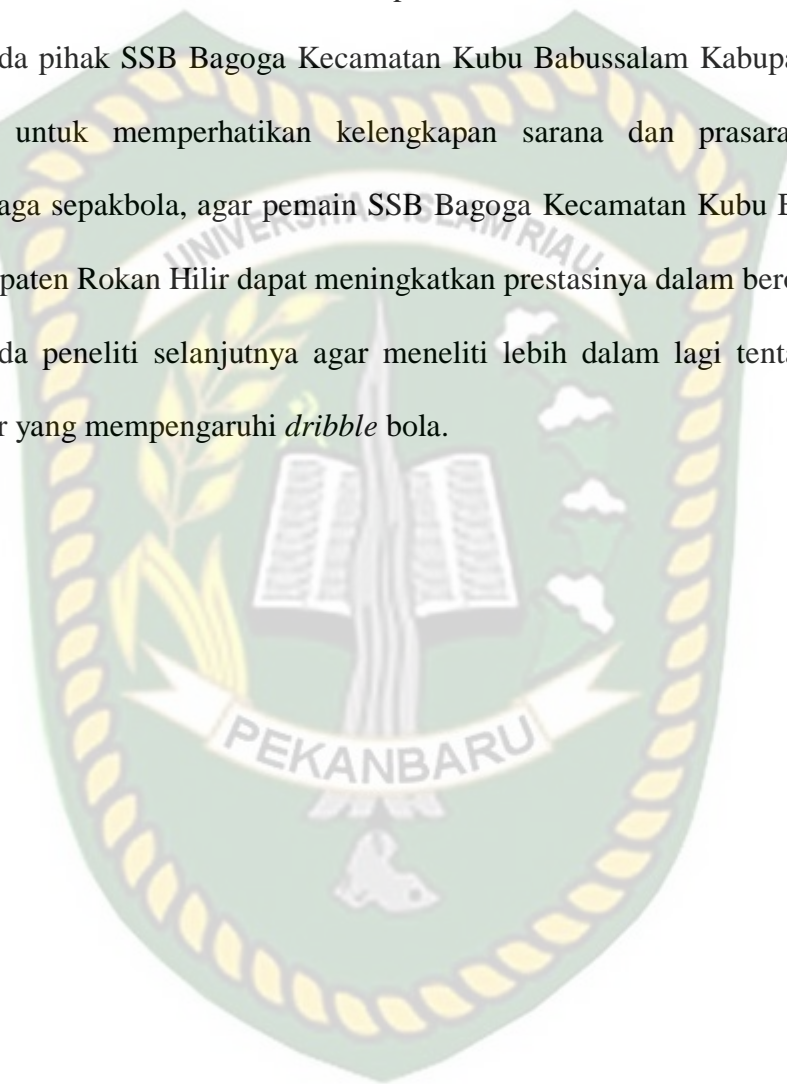 da pihak SSB Bagoga Kecamatan Kubu Babussalam Kabupa
untuk memperhatikan kelengkapan sarana dan prasara
UNIVERSITAS ISLAM RIAU
aga sepakbola, agar pemain SSB Bagoga Kecamatan Kubu
paten Rokan Hilir dapat meningkatkan prestasinya dalam
da peneliti selanjutnya agar meneliti lebih dalam lagi tenta
r yang mempengaruhi dribble bola.
PEKANBARU